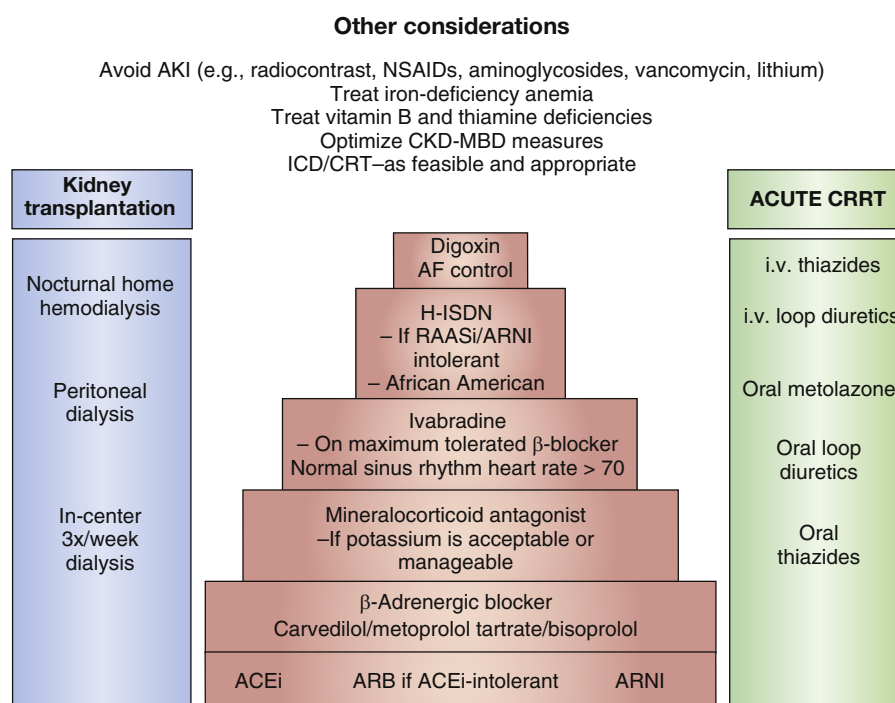 Other considerations
Avoid AKI (e.g., radiocontrast, NSAIDs, aminoglycosides, vancomycin, lithium)
Treat iron-deficiency anemia
Treat vitamin B and thiamine deficiencies
Optimize CKD-MBD measures
ICD/CRT–as feasible and appropriate
Kidney
transplantation
Nocturnal home
hemodialysis
Peritoneal
dialysis
In-center
3x/week
dialysis
Digoxin
AF control
H-ISDN
– If RAASi/ARNI
intolerant
– African American
Ivabradine
– On maximum tolerated β-blocker
Normal sinus rhythm heart rate > 70
Mineralocorticoid antagonist
–If potassium is acceptable or
manageable
β-Adrenergic blocker
Carvedilol/metoprolol tartrate/bisoprolol
ACEi ARB if ACEi-intolerant ARNI
ACUTE CRRT
i.v. thiazides
i.v. loop diuretics
Oral metolazone
Oral loop
diuretics
Oral
thiazides